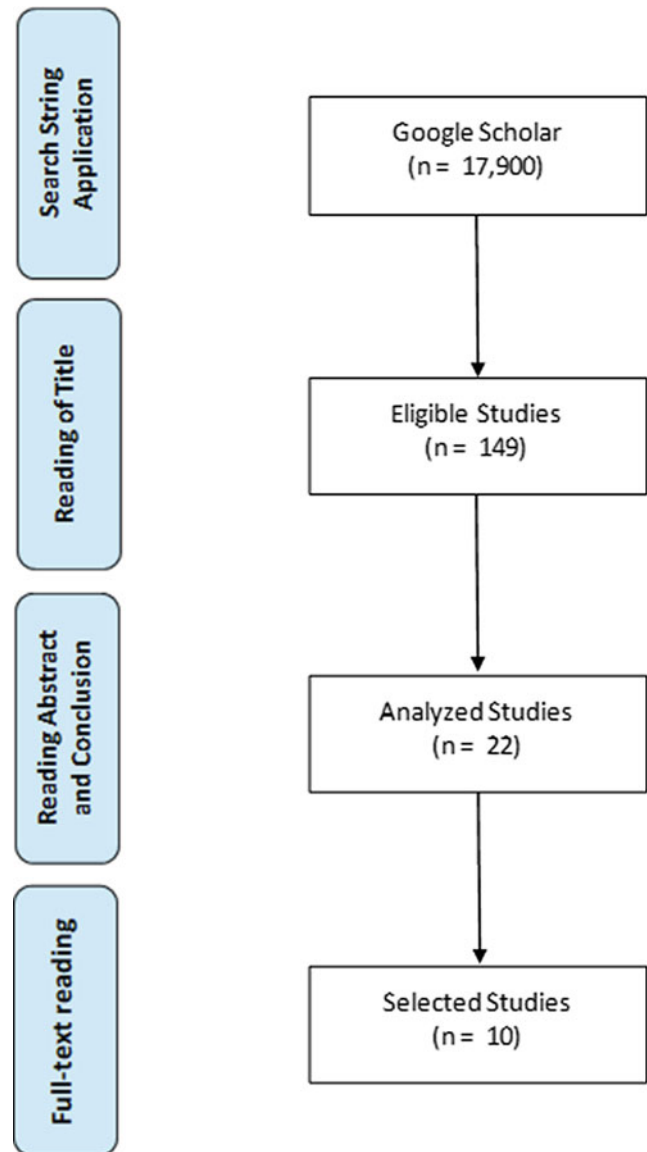 Search String
Application
Google Scholar
(n = 17,900)
Reading of Title
Eligible Studies
(n = 149)
Reading Abstract
and Conclusion
Analyzed Studies
(n = 22)
Full-text reading
Selected Studies
(n = 10)